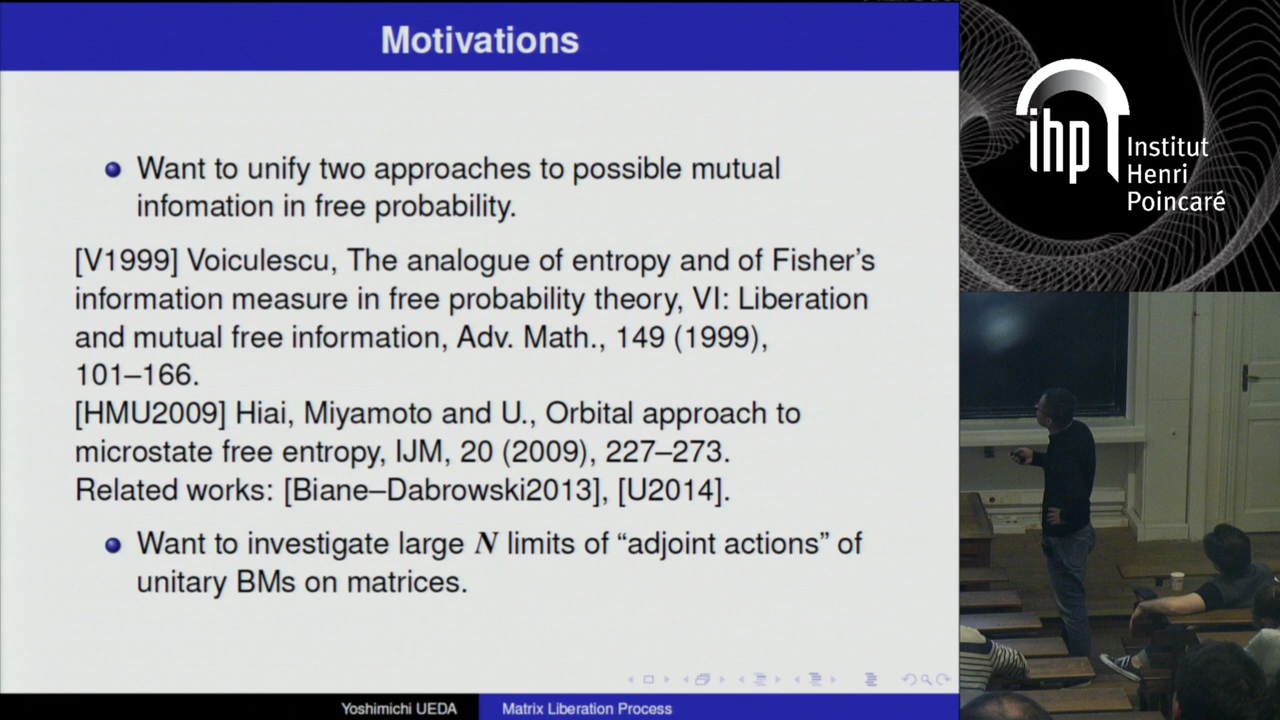 Motivations
Want to unify two approaches to possible mutual
infomation in free probability.
[V1999] Voiculescu, The analogue of entropy and of Fisher's
information measure in free probability theory, VI: Liberation
and mutual free information, Adv. Math., 149 (1999),
101–166.
[HMU2009] Hiai, Miyamoto and U., Orbital approach to
microstate free entropy, IJM, 20 (2009), 227–273.
Related works: [Biane–Dabrowski2013], [U2014].
Want to investigate large N limits of “adjoint actions” of
unitary BMs on matrices.
Yoshimichi UEDA
Matrix Liberation Process
ihp
Institut
Henri
Poincaré